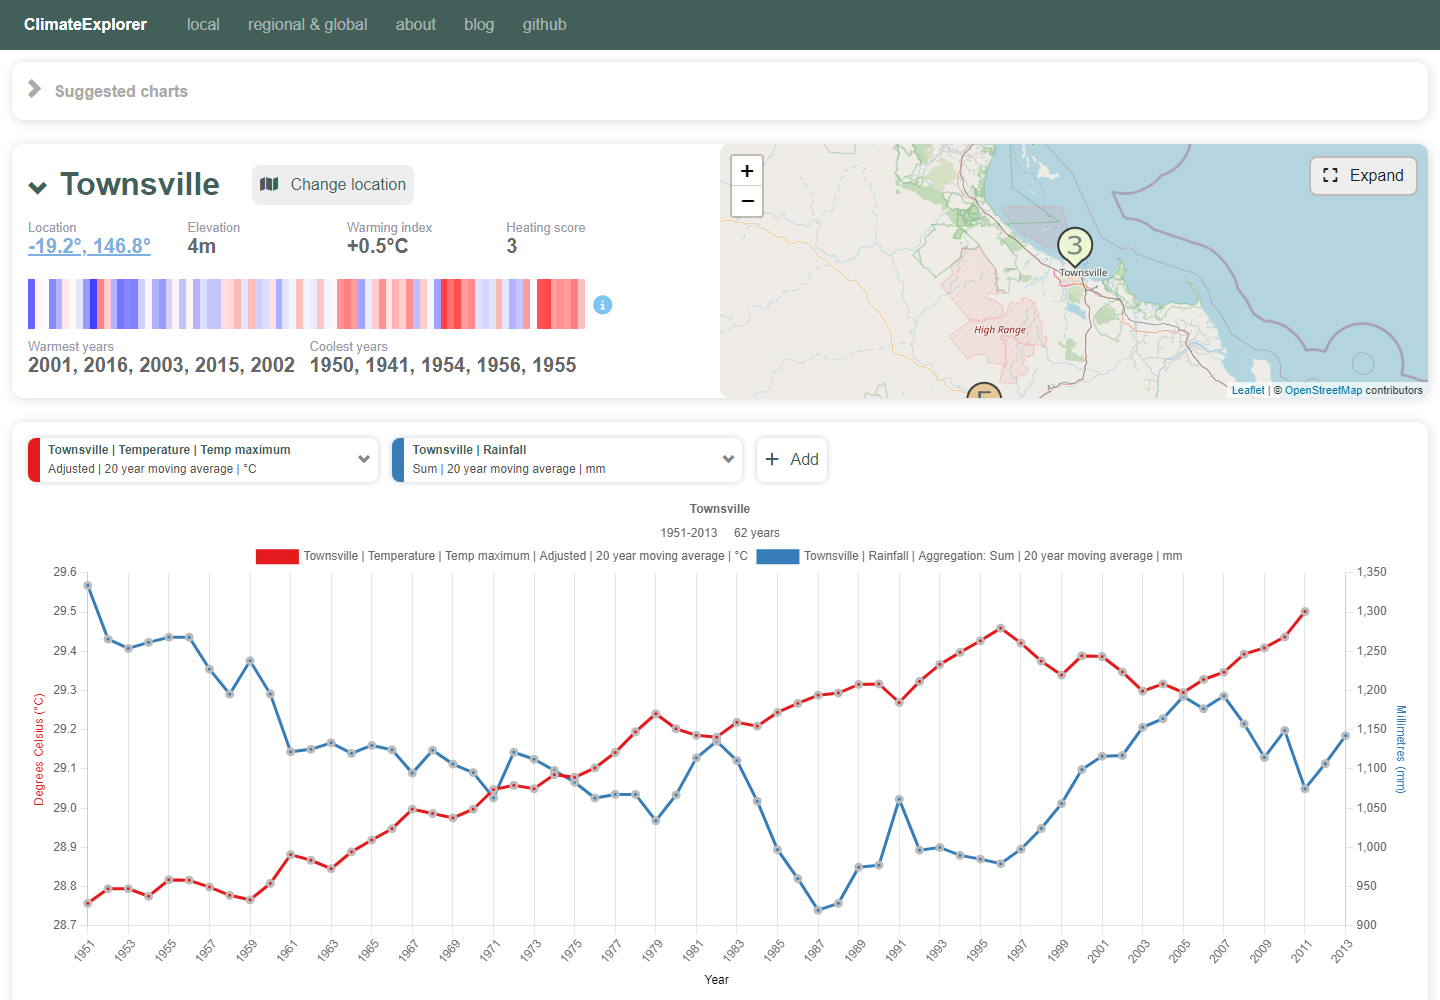 ClimateExplorer local regional & global about blog github
Suggested charts
Townsville Change location
Location Elevation Warming index Heating score
-19.2°, 146.8° 4m +0.5°C 3
Warmest years Coolest years
2001, 2016, 2003, 2015, 2002 1950, 1941, 1954, 1956, 1955
+
−
Expand
3
Townsville
High Range
Leaflet | © OpenStreetMap contributors
Townsville | Temperature | Temp maximum
Adjusted | 20 year moving average | °C
Townsville | Rainfall
Sum | 20 year moving average | mm
+ Add
Townsville
1951-2013 62 years
Townsville | Temperature | Temp maximum | Adjusted | 20 year moving average | °C
Townsville | Rainfall | Aggregation: Sum | 20 year moving average | mm
Degrees Celsius (°C)
29.6
29.5
29.4
29.3
29.2
29.1
29.0
28.9
28.8
28.7
1,350
1,300
1,250
1,200
1,150
1,100
1,050
1,000
950
900
Millimetres (mm)
1951 1953 1955 1957 1959 1961 1963 1965 1967 1969 1971 1973 1975 1977 1979 1981 1983 1985 1987 1989 1991 1993 1995 1997 1999 2001 2003 2005 2007 2009 2011 2013
Year